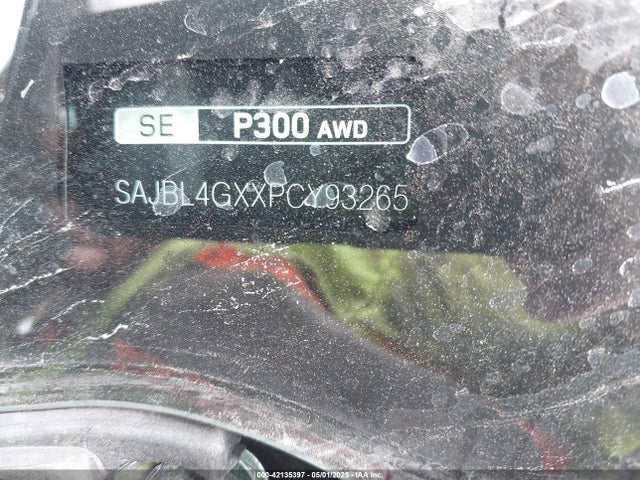 SE P300 AWD
SAJBL4GXXPCY93265
000-42135397 - 05/01/2025 - IAA Inc.